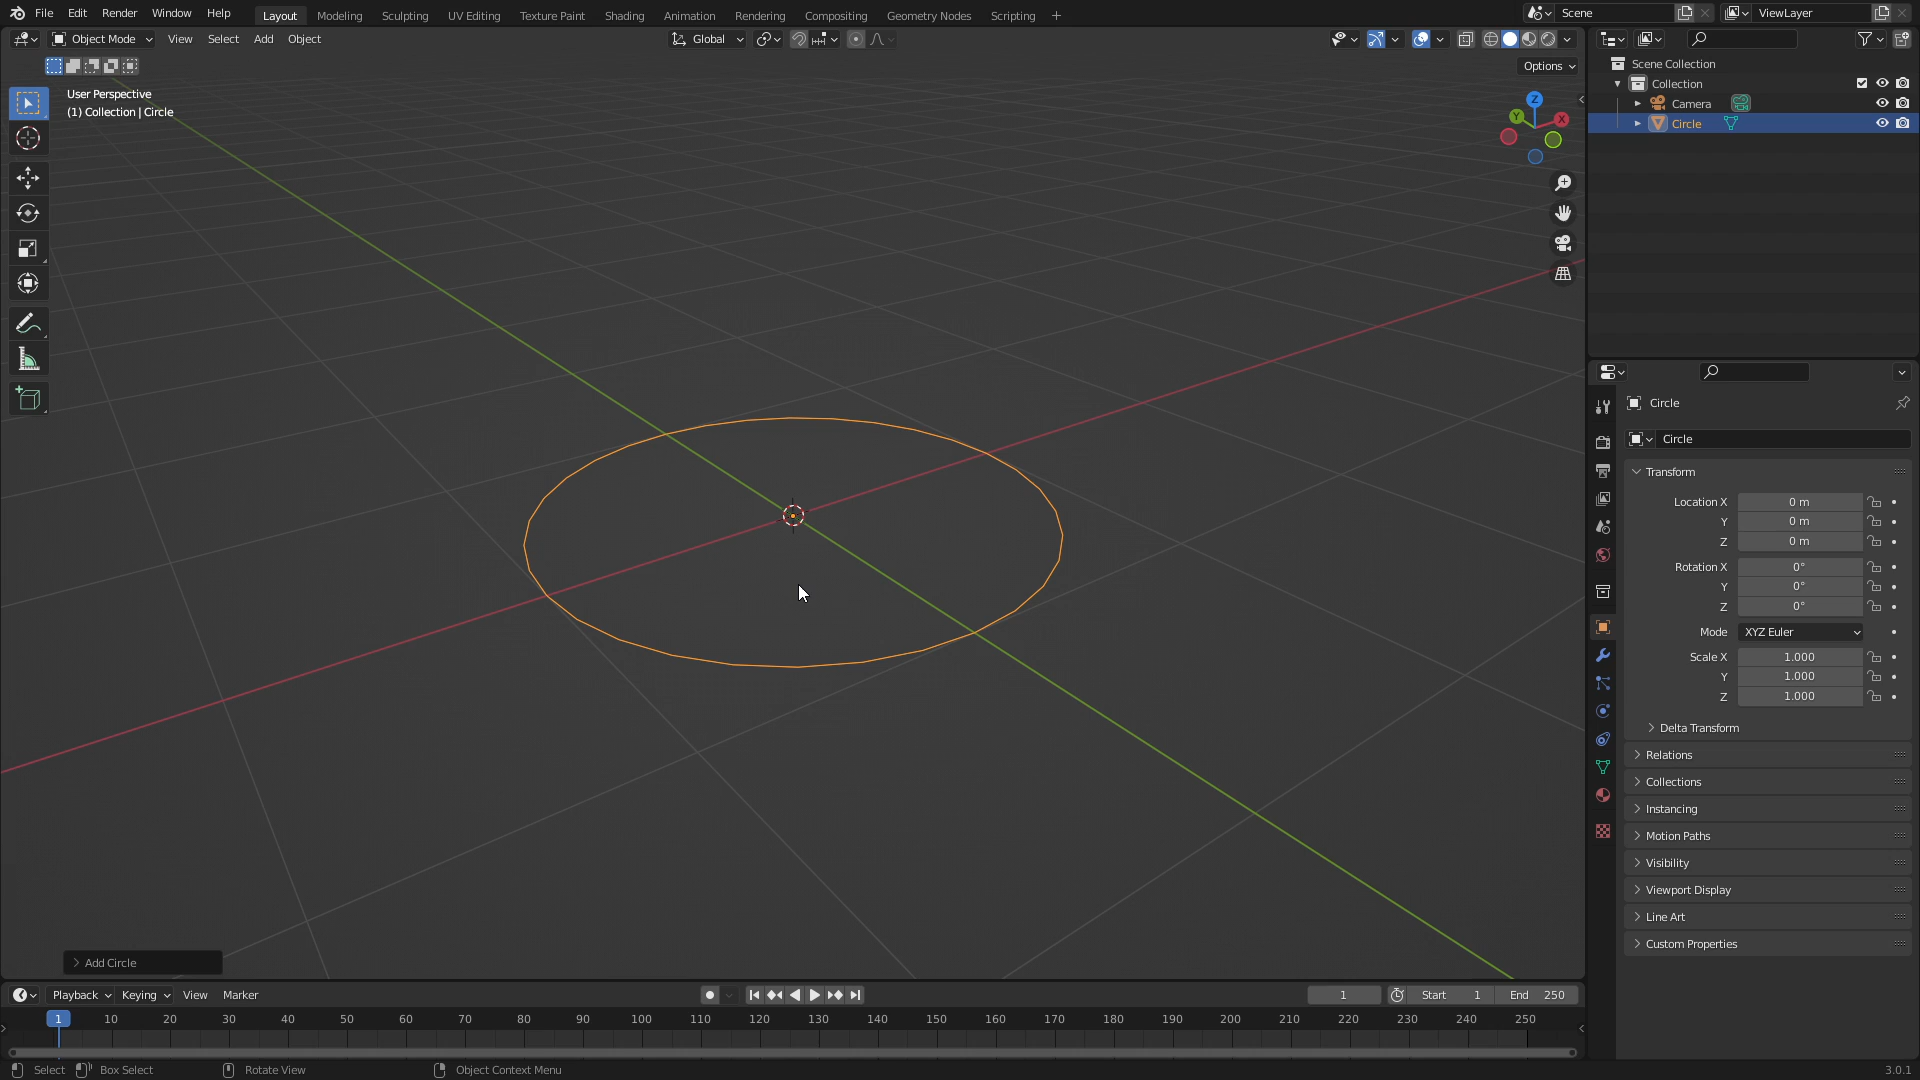 File Edit Render Window Help Layout Modeling Sculpting UV Editing Texture Paint Shading Animation Rendering Compositing Geometry Nodes Scripting + Scene ViewLayer
Object Mode View Select Add Object Global
Options
User Perspective
(1) Collection | Circle
Z
Y
X
Scene Collection
Collection
Camera
Circle
Circle
Circle
Transform
Location X 0 m
Y 0 m
Z 0 m
Rotation X 0°
Y 0°
Z 0°
Mode XYZ Euler
Scale X 1.000
Y 1.000
Z 1.000
Delta Transform
Relations
Collections
Instancing
Motion Paths
Visibility
Viewport Display
Line Art
Custom Properties
Add Circle
Playback Keying View Marker 1 Start 1 End 250
1 10 20 30 40 50 60 70 80 90 100 110 120 130 140 150 160 170 180 190 200 210 220 230 240 250
Select Box Select Rotate View Object Context Menu 3.0.1